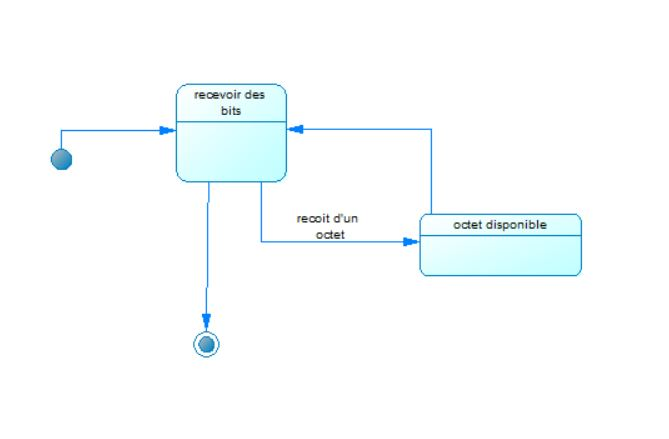 recevoir des
bits
recoit d'un
octet
octet disponible